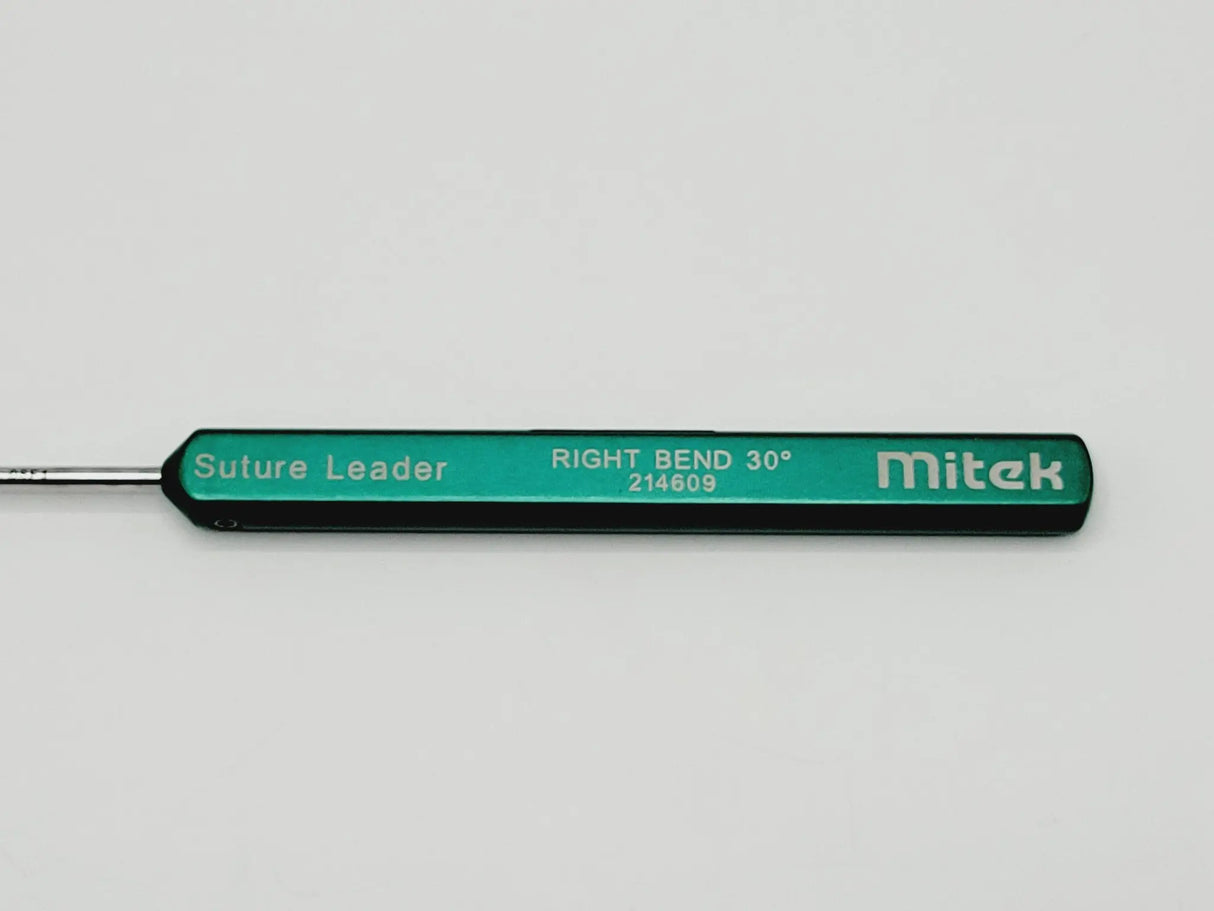 Suture Leader
RIGHT BEND 30°
214609
mitek